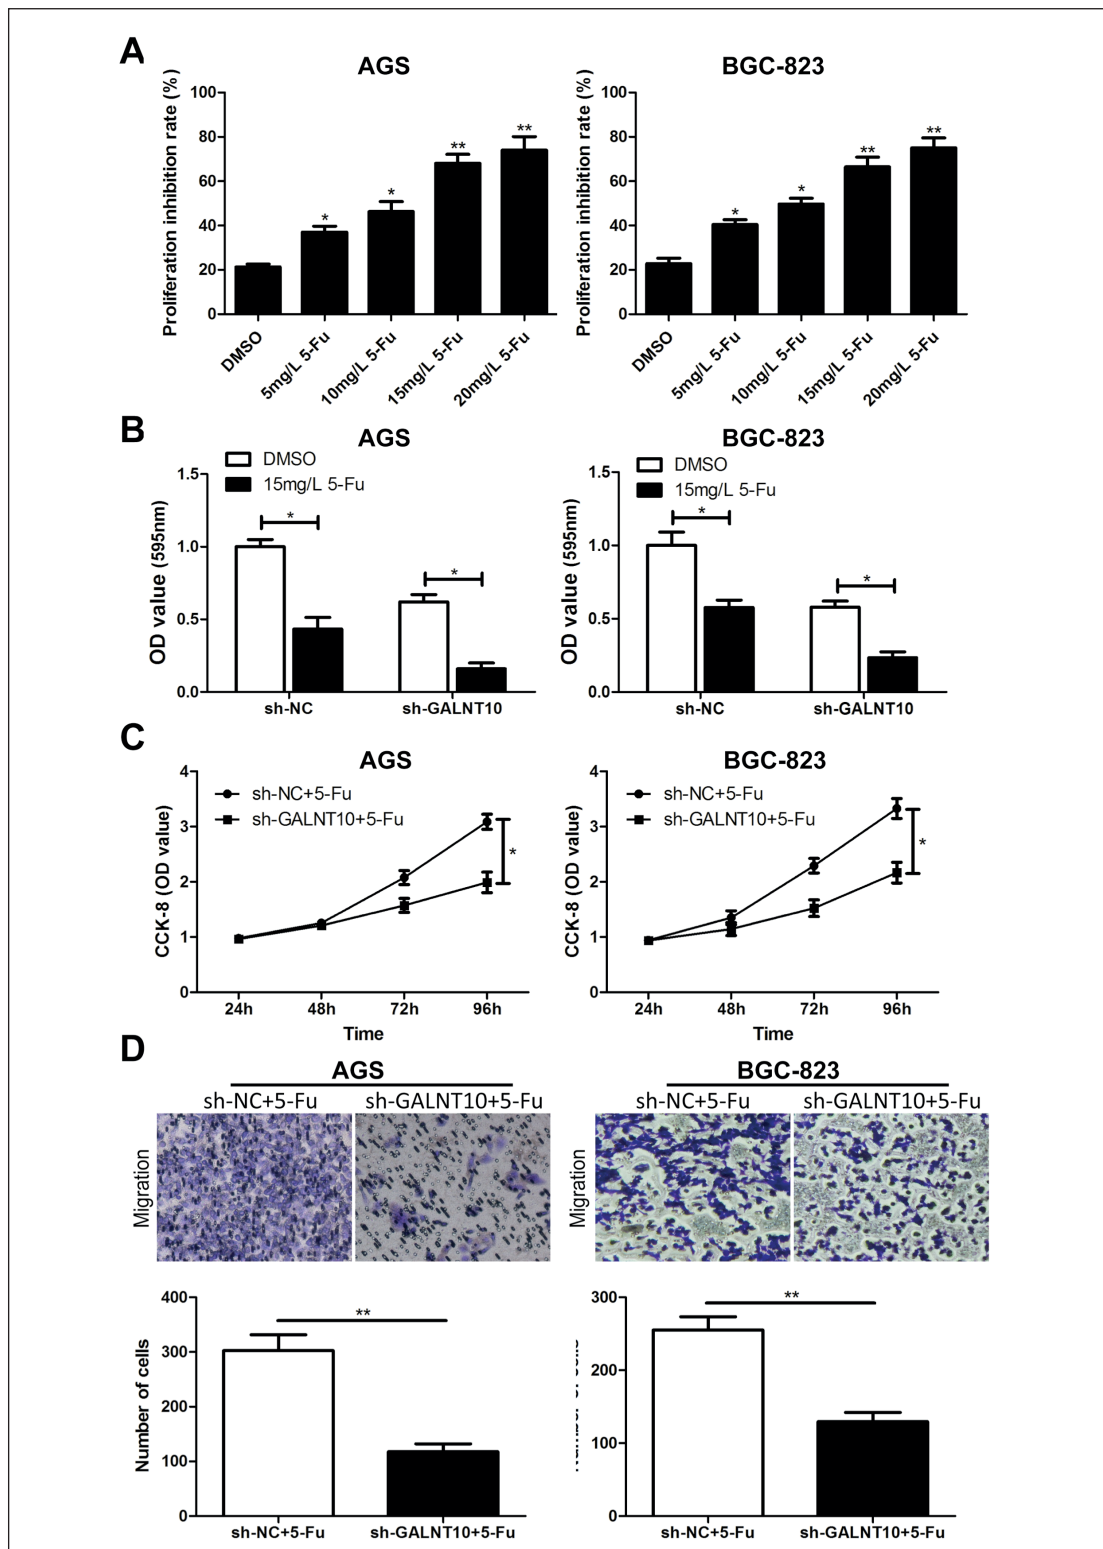 A
AGS
BGC-823
Proliferation inhibition rate (%)
100
80
60
40
20
0
*
*
**
**
DMSO
5mg/L 5-Fu
10mg/L 5-Fu
15mg/L 5-Fu
20mg/L 5-Fu
Proliferation inhibition rate (%)
100
80
60
40
20
0
*
*
**
**
DMSO
5mg/L 5-Fu
10mg/L 5-Fu
15mg/L 5-Fu
20mg/L 5-Fu
B
AGS
BGC-823
DMSO
15mg/L 5-Fu
OD value (595nm)
1.5
1.0
0.5
0.0
*
*
sh-NC
sh-GALNT10
DMSO
15mg/L 5-Fu
OD value (595nm)
1.5
1.0
0.5
0.0
*
*
sh-NC
sh-GALNT10
C
AGS
BGC-823
CCK-8 (OD value)
4
3
2
1
0
sh-NC+5-Fu
sh-GALNT10+5-Fu
*
24h
48h
72h
96h
Time
CCK-8 (OD value)
4
3
2
1
0
sh-NC+5-Fu
sh-GALNT10+5-Fu
*
24h
48h
72h
96h
Time
D
AGS
BGC-823
sh-NC+5-Fu
sh-GALNT10+5-Fu
sh-NC+5-Fu
sh-GALNT10+5-Fu
Migration
Migration
Number of cells
400
300
200
100
0
**
sh-NC+5-Fu
sh-GALNT10+5-Fu
Number of cells
300
200
100
0
**
sh-NC+5-Fu
sh-GALNT10+5-Fu